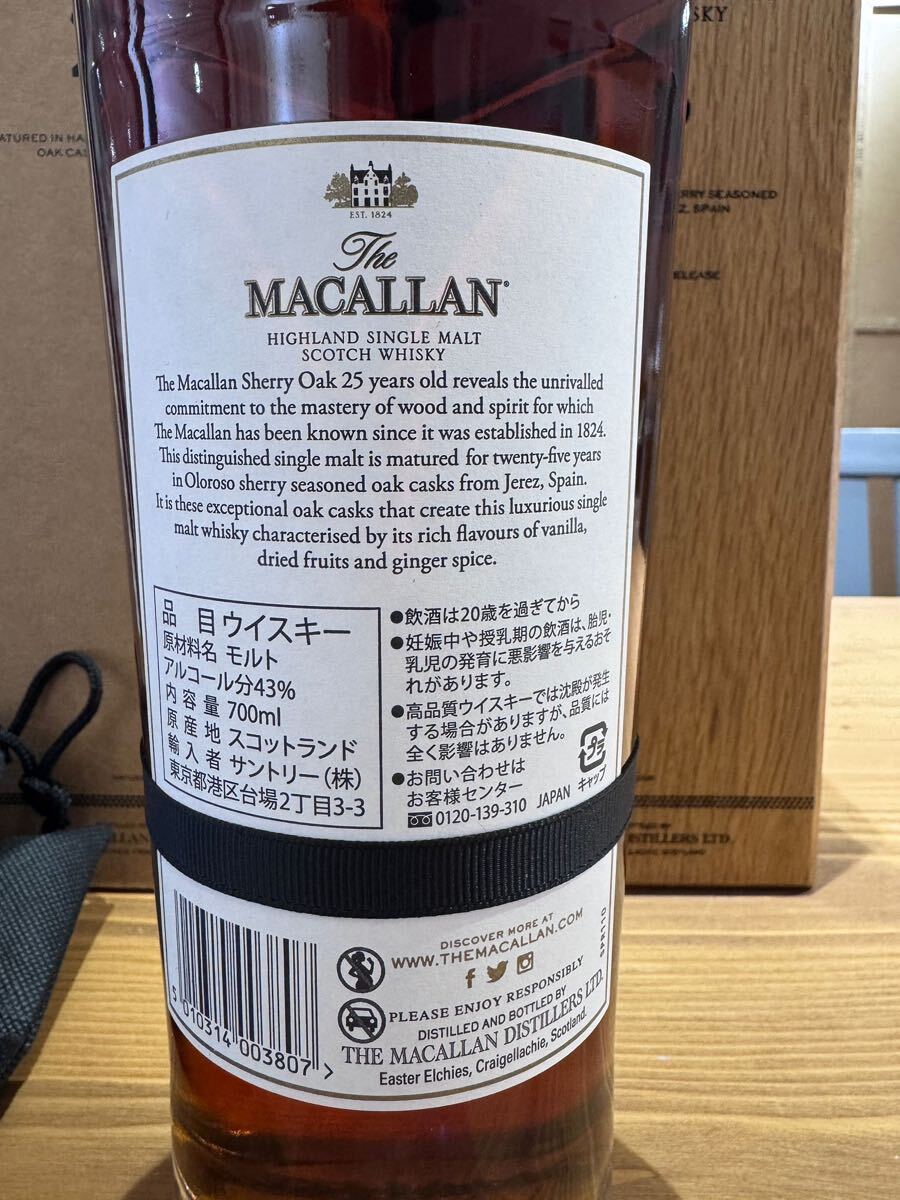 SKY
ATURED IN HA
OAK CAS
RRY SEASONED
Z, SPAIN
ELEASE
EST. 1824
The
MACALLAN
HIGHLAND SINGLE MALT
SCOTCH WHISKY
The Macallan Sherry Oak 25 years old reveals the unrivalled
commitment to the mastery of wood and spirit for which
The Macallan has been known since it was established in 1824.
This distinguished single malt is matured for twenty-five years
in Oloroso sherry seasoned oak casks from Jerez, Spain.
It is these exceptional oak casks that create this luxurious single
malt whisky characterised by its rich flavours of vanilla,
dried fruits and ginger spice.
品目 ウイスキー
原材料名 モルト
アルコール分43%
内容量 700ml
原産地 スコットランド
輸入者 サントリー(株)
東京都港区台場2丁目3-3
●飲酒は20歳を過ぎてから
●妊娠中や授乳期の飲酒は、胎児・
乳児の発育に悪影響を与えるおそ
れがあります。
●高品質ウイスキーでは沈殿が発生
する場合がありますが、品質には
全く影響はありません。
●お問い合わせは
お客様センター
0120-139-310
JAPAN
プラ
キャップ
DISCOVER MORE AT
WWW.THEMACALLAN.COM
PLEASE ENJOY RESPONSIBLY
DISTILLED AND BOTTLED BY
THE MACALLAN DISTILLERS LTD.
Easter Elchies, Craigellachie, Scotland.
5 010314 003807 >
ISTILLERS LTD.